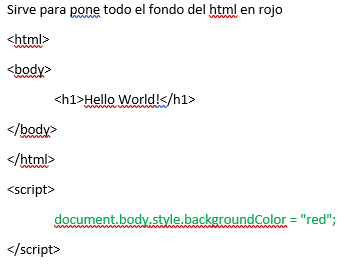 Sirve para pone todo el fondo del html en rojo
<html>
<body>
<h1>Hello World!</h1>
</body>
</html>
<script>
document.body.style.backgroundColor = "red";
</script>